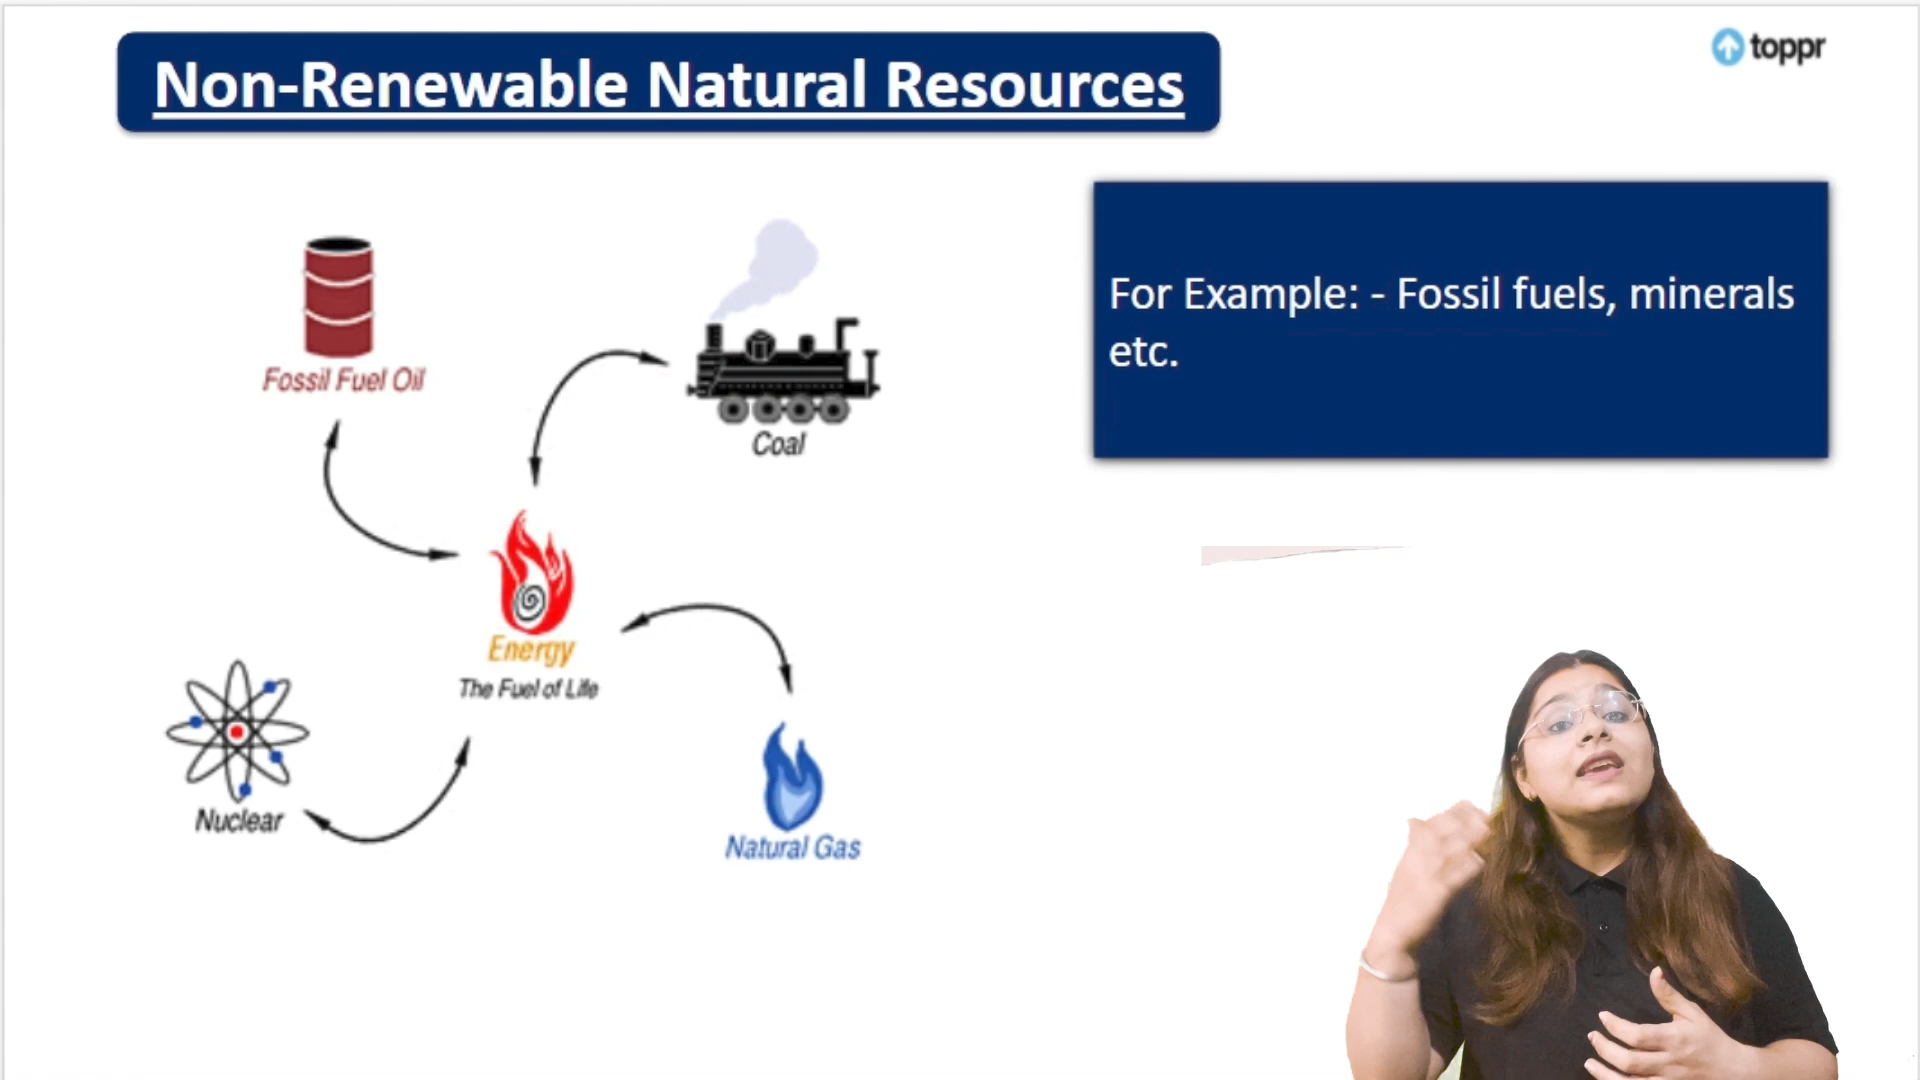 Non-Renewable Natural Resources
toppr
For Example: - Fossil fuels, minerals
etc.
Fossil Fuel Oil
Coal
Energy
The Fuel of Life
Nuclear
Natural Gas